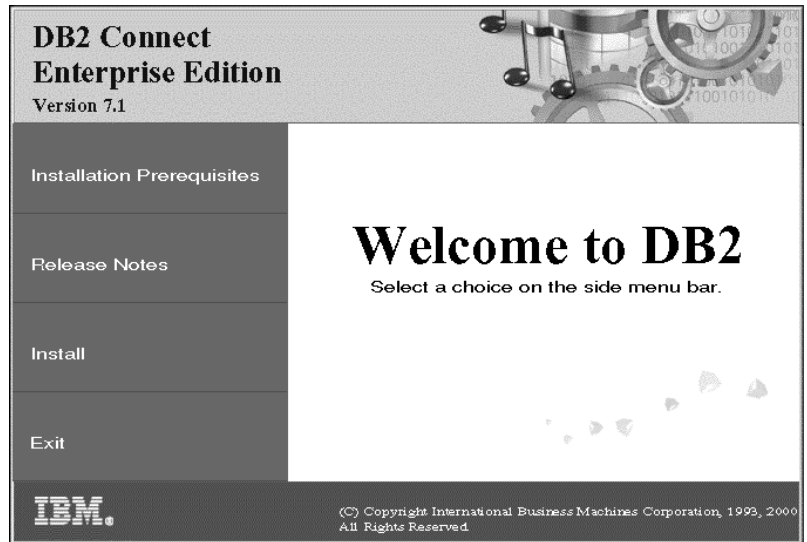 DB2 Connect
Enterprise Edition
Version 7.1
Installation Prerequisites
Release Notes
Install
Exit
Welcome to DB2
Select a choice on the side menu bar.
IBM®
(C) Copyright International Business Machines Corporation, 1993, 2000
All Rights Reserved